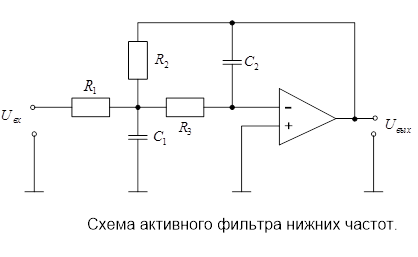 R₂
C₂
R₁
Uвх
R₃
C₁
−
+
Uвых
Схема активного фильтра нижних частот.